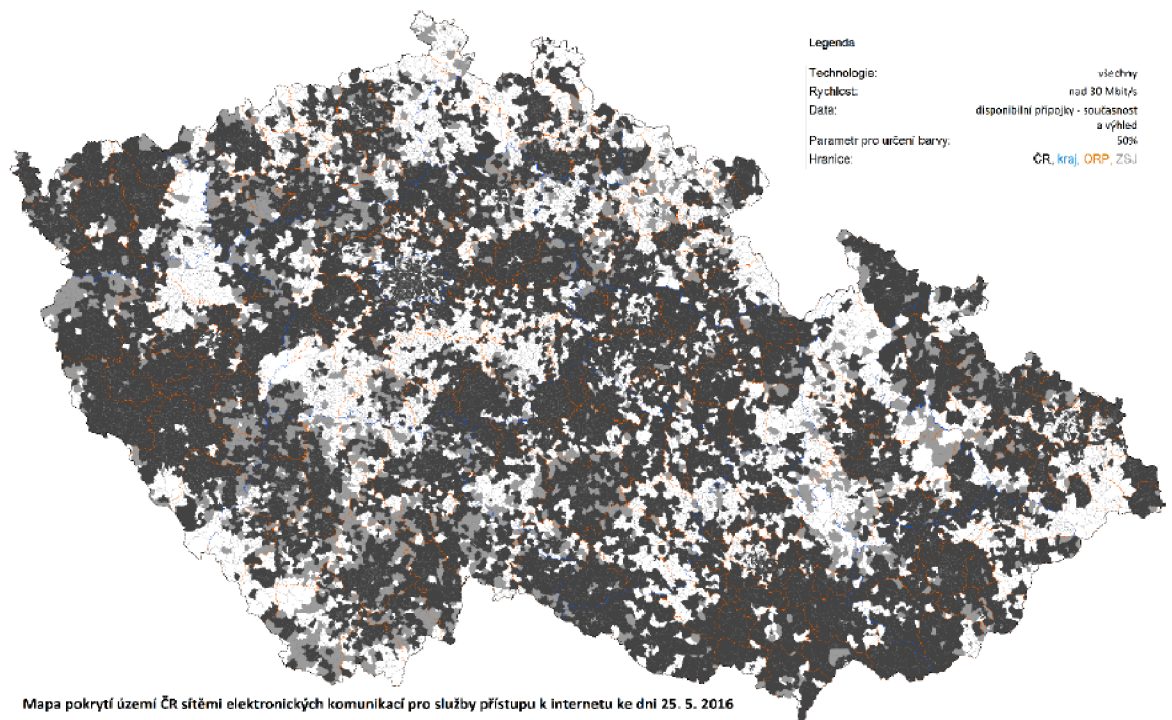 Legenda
Technologie: všechny
Rychlost: nad 30 Mbit/s
Data: disponibilní přípojky - současnost
a výhled
Parametr pro určení barvy: 50%
Hranice: ČR, kraj, ORP, ZSJ
Mapa pokrytí území ČR sítěmi elektronických komunikací pro služby přístupu k internetu ke dni 25. 5. 2016